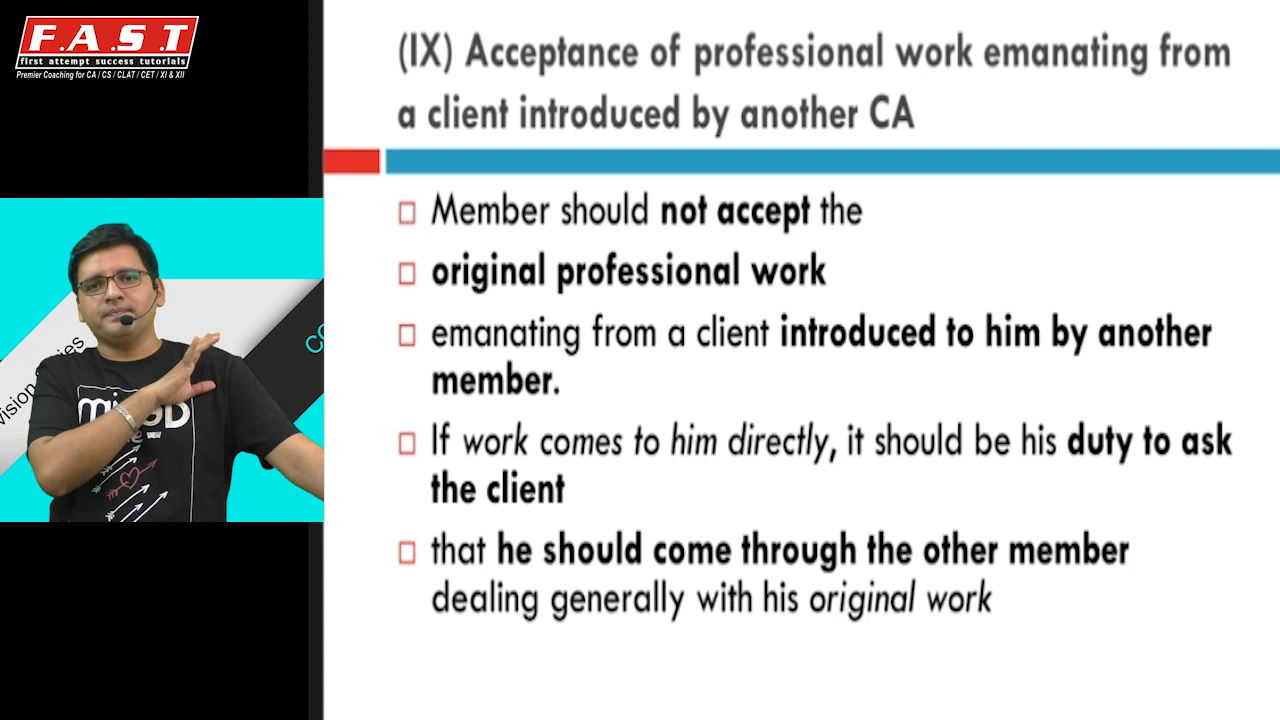 F.A.S.T
first attempt success tutorials
Premier Coaching for CA / CS / CLAT / CET / XI & XII
(IX) Acceptance of professional work emanating from
a client introduced by another CA
Member should not accept the
original professional work
emanating from a client introduced to him by another
member.
If work comes to him directly, it should be his duty to ask
the client
that he should come through the other member
dealing generally with his original work